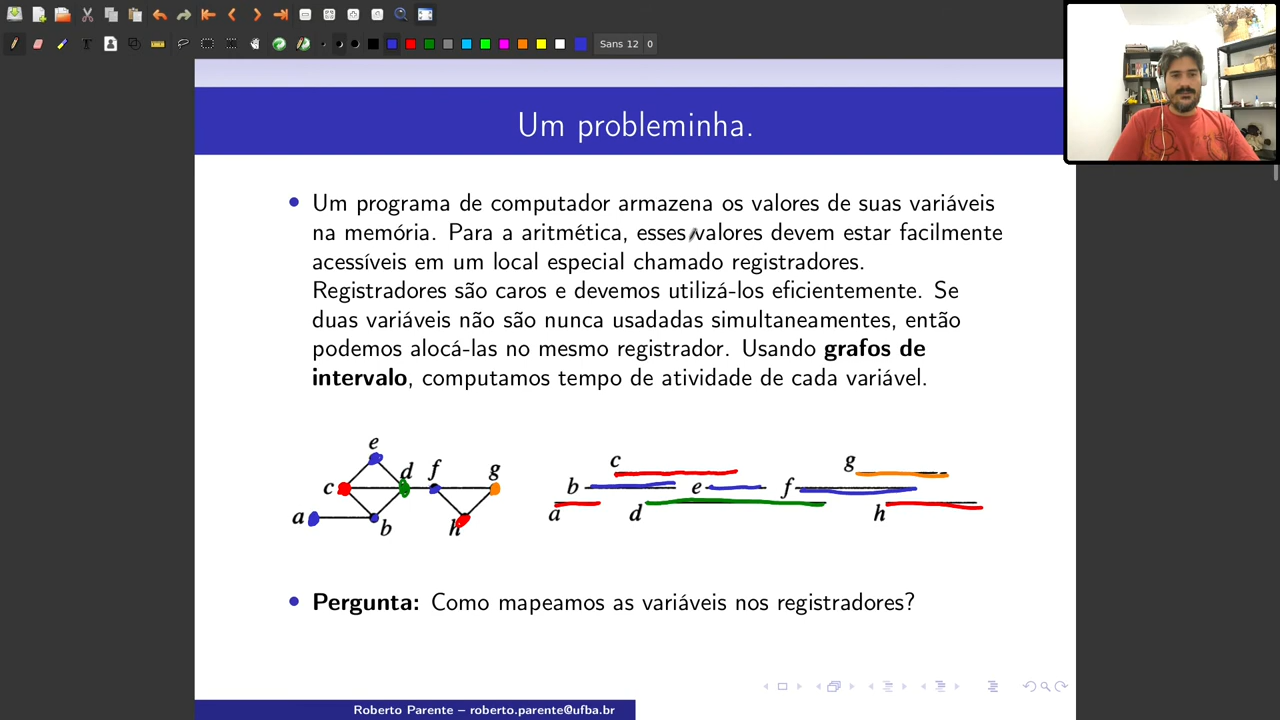 Sans 12 0
Um probleminha.
• Um programa de computador armazena os valores de suas variáveis
na memória. Para a aritmética, esses valores devem estar facilmente
acessíveis em um local especial chamado registradores.
Registradores são caros e devemos utilizá-los eficientemente. Se
duas variáveis não são nunca usadadas simultaneamentes, então
podemos alocá-las no mesmo registrador. Usando grafos de
intervalo, computamos tempo de atividade de cada variável.
e
d f g
c
a b h
c g
b e f
a d h
• Pergunta: Como mapeamos as variáveis nos registradores?
Roberto Parente – roberto.parente@ufba.br